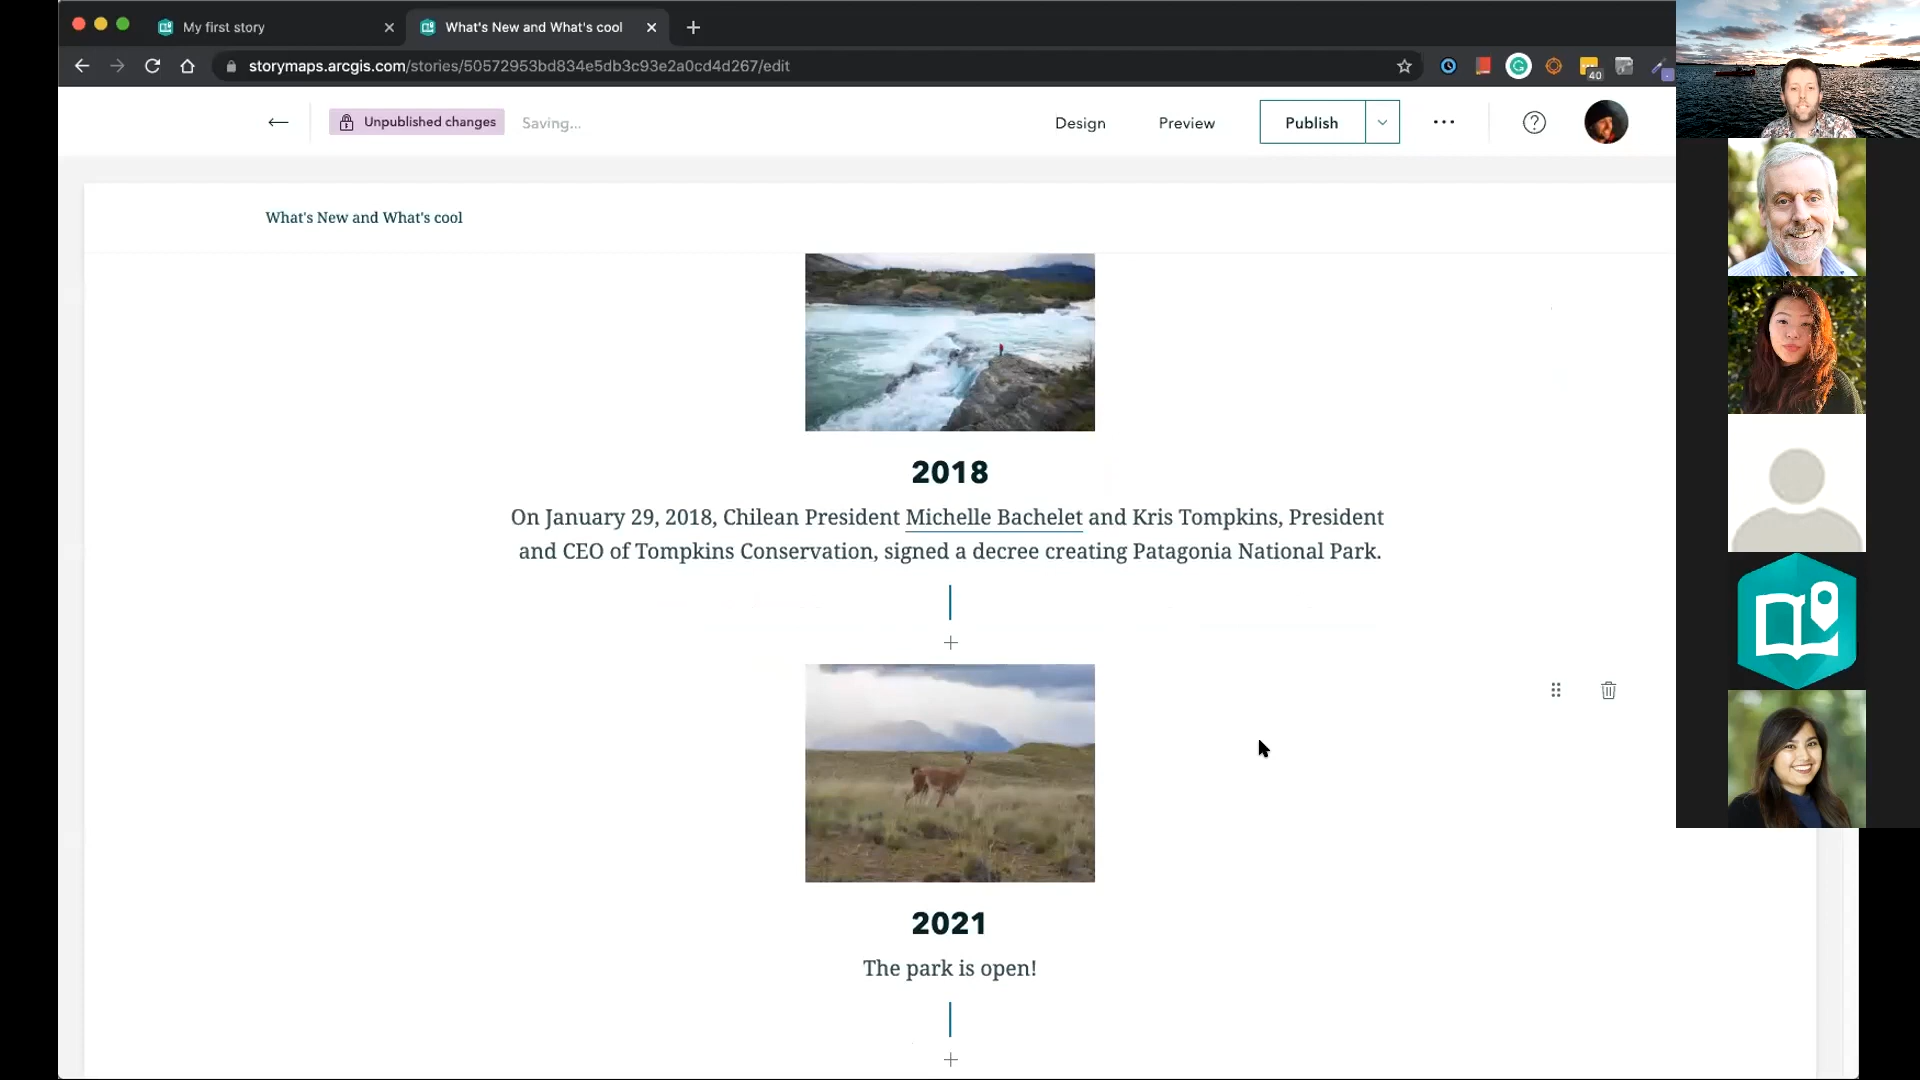 My first story
What's New and What's cool
storymaps.arcgis.com/stories/50572953bd834e5db3c93e2a0cd4d267/edit
40
Unpublished changes
Saving...
Design
Preview
Publish
What's New and What's cool
2018
On January 29, 2018, Chilean President Michelle Bachelet and Kris Tompkins, President
and CEO of Tompkins Conservation, signed a decree creating Patagonia National Park.
2021
The park is open!